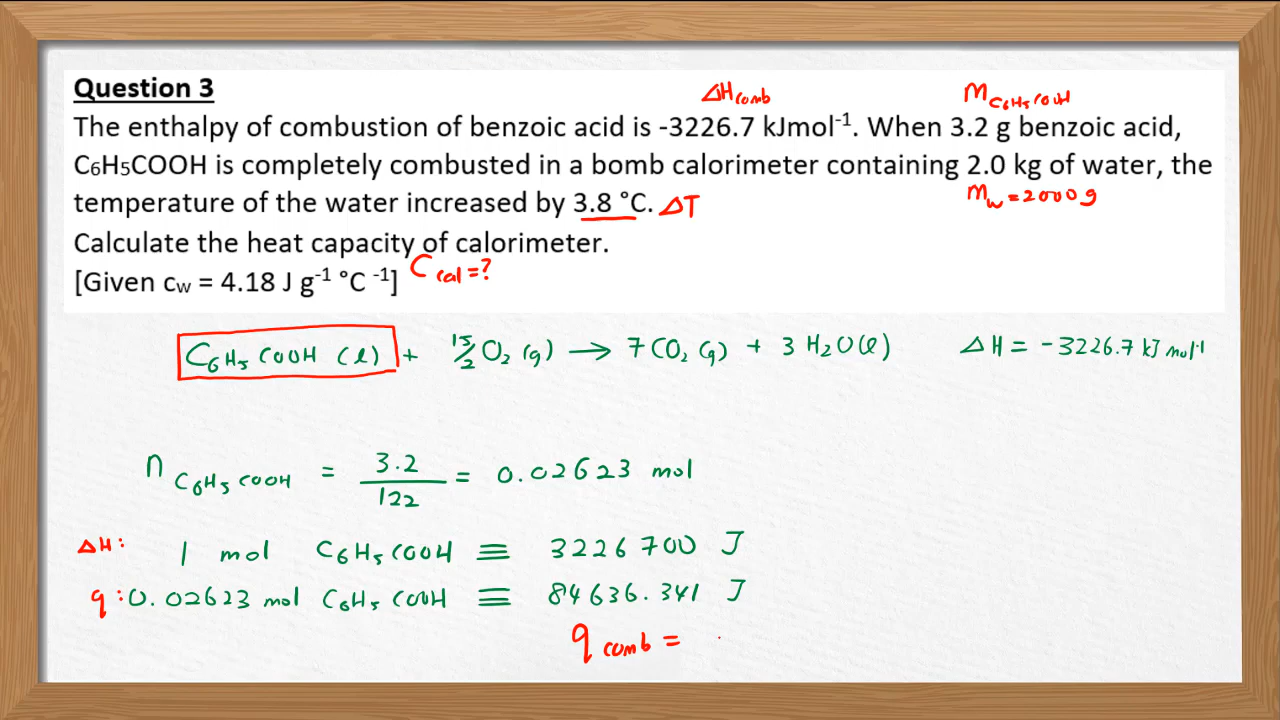 Question 3
ΔHcomb
mC₆H₅COOH
The enthalpy of combustion of benzoic acid is -3226.7 kJmol⁻¹. When 3.2 g benzoic acid,
C₆H₅COOH is completely combusted in a bomb calorimeter containing 2.0 kg of water, the
temperature of the water increased by 3.8 °C. ΔT
mw = 2000g
Calculate the heat capacity of calorimeter.
[Given cw = 4.18 J g⁻¹ °C ⁻¹] Ccal = ?
C₆H₅COOH (l) + 15/2 O₂ (g) → 7 CO₂ (g) + 3 H₂O (l) ΔH = -3226.7 kJ mol⁻¹
nC₆H₅COOH = 3.2/122 = 0.02623 mol
ΔH: 1 mol C₆H₅COOH ≡ 3226700 J
q: 0.02623 mol C₆H₅COOH ≡ 84636.341 J
qcomb =